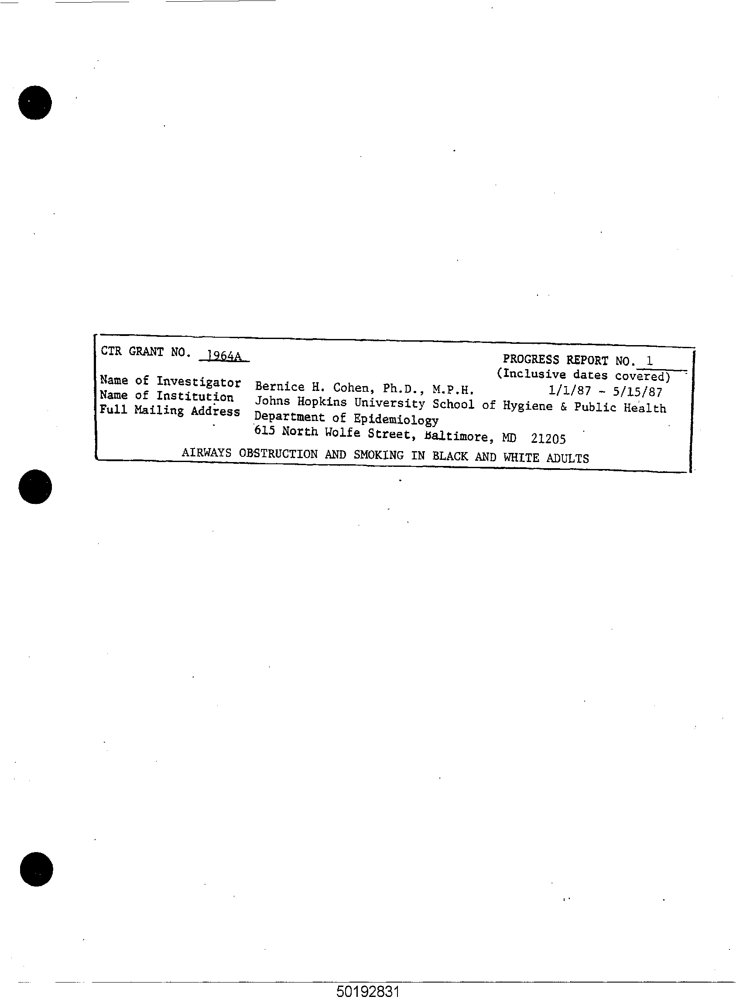 CTR GRANT NO. 1964A PROGRESS REPORT NO. 1
(Inclusive dates covered)
Name of Investigator Bernice H. Cohen, Ph.D., M.P.H. 1/1/87 - 5/15/87
Name of Institution Johns Hopkins University School of Hygiene & Public Health
Full Mailing Address Department of Epidemiology
615 North Wolfe Street, Baltimore, MD 21205
AIRWAYS OBSTRUCTION AND SMOKING IN BLACK AND WHITE ADULTS
50192831